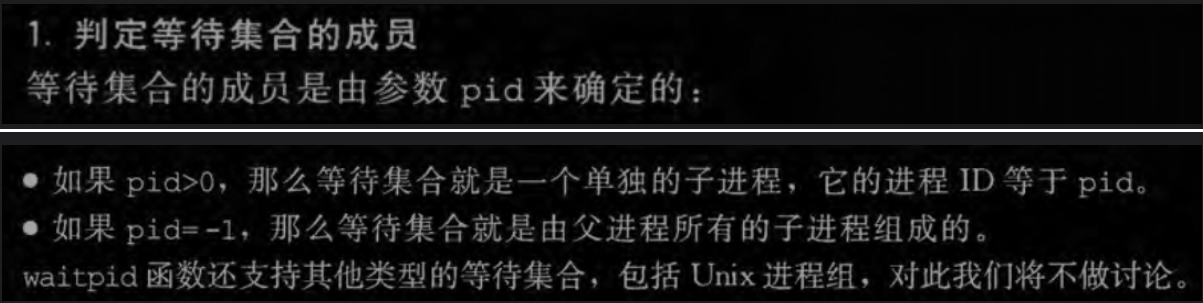 1. 判定等待集合的成员
等待集合的成员是由参数 pid 来确定的：
● 如果 pid>0，那么等待集合就是一个单独的子进程，它的进程 ID 等于 pid。
● 如果 pid=-1，那么等待集合就是由父进程所有的子进程组成的。
waitpid 函数还支持其他类型的等待集合，包括 Unix 进程组，对此我们将不做讨论。